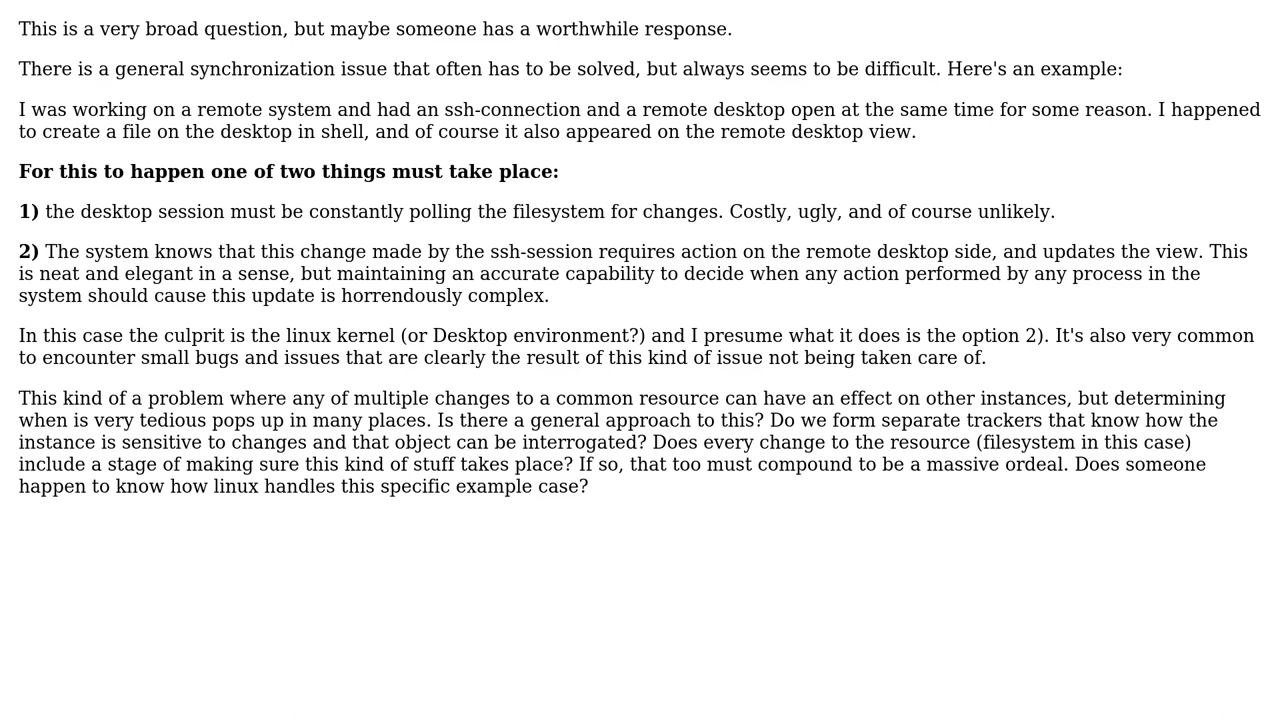 This is a very broad question, but maybe someone has a worthwhile response.
There is a general synchronization issue that often has to be solved, but always seems to be difficult. Here's an example:
I was working on a remote system and had an ssh-connection and a remote desktop open at the same time for some reason. I happened
to create a file on the desktop in shell, and of course it also appeared on the remote desktop view.
For this to happen one of two things must take place:
1) the desktop session must be constantly polling the filesystem for changes. Costly, ugly, and of course unlikely.
2) The system knows that this change made by the ssh-session requires action on the remote desktop side, and updates the view. This
is neat and elegant in a sense, but maintaining an accurate capability to decide when any action performed by any process in the
system should cause this update is horrendously complex.
In this case the culprit is the linux kernel (or Desktop environment?) and I presume what it does is the option 2). It's also very common
to encounter small bugs and issues that are clearly the result of this kind of issue not being taken care of.
This kind of a problem where any of multiple changes to a common resource can have an effect on other instances, but determining
when is very tedious pops up in many places. Is there a general approach to this? Do we form separate trackers that know how the
instance is sensitive to changes and that object can be interrogated? Does every change to the resource (filesystem in this case)
include a stage of making sure this kind of stuff takes place? If so, that too must compound to be a massive ordeal. Does someone
happen to know how linux handles this specific example case?